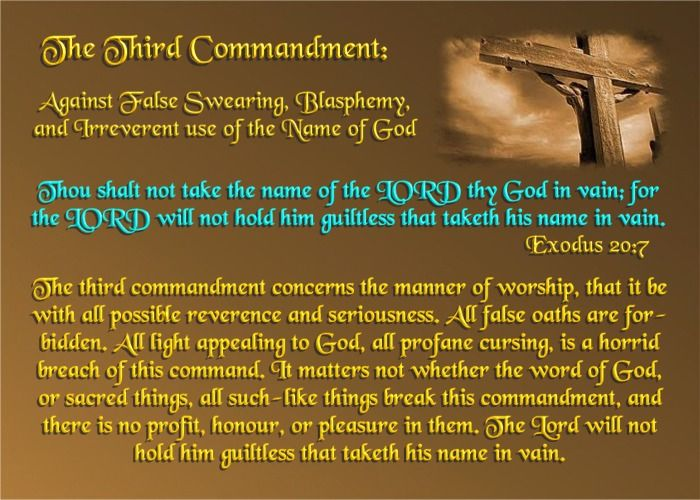 The Third Commandment:
Against False Swearing, Blasphemy,
and Irreverent use of the Name of God
Thou shalt not take the name of the LORD thy God in vain; for
the LORD will not hold him guiltless that taketh his name in vain.
Exodus 20:7
The third commandment concerns the manner of worship, that it be
with all possible reverence and seriousness. All false oaths are for-
bidden. All light appealing to God, all profane cursing, is a horrid
breach of this command. It matters not whether the word of God,
or sacred things, all such-like things break this commandment, and
there is no profit, honour, or pleasure in them. The Lord will not
hold him guiltless that taketh his name in vain.